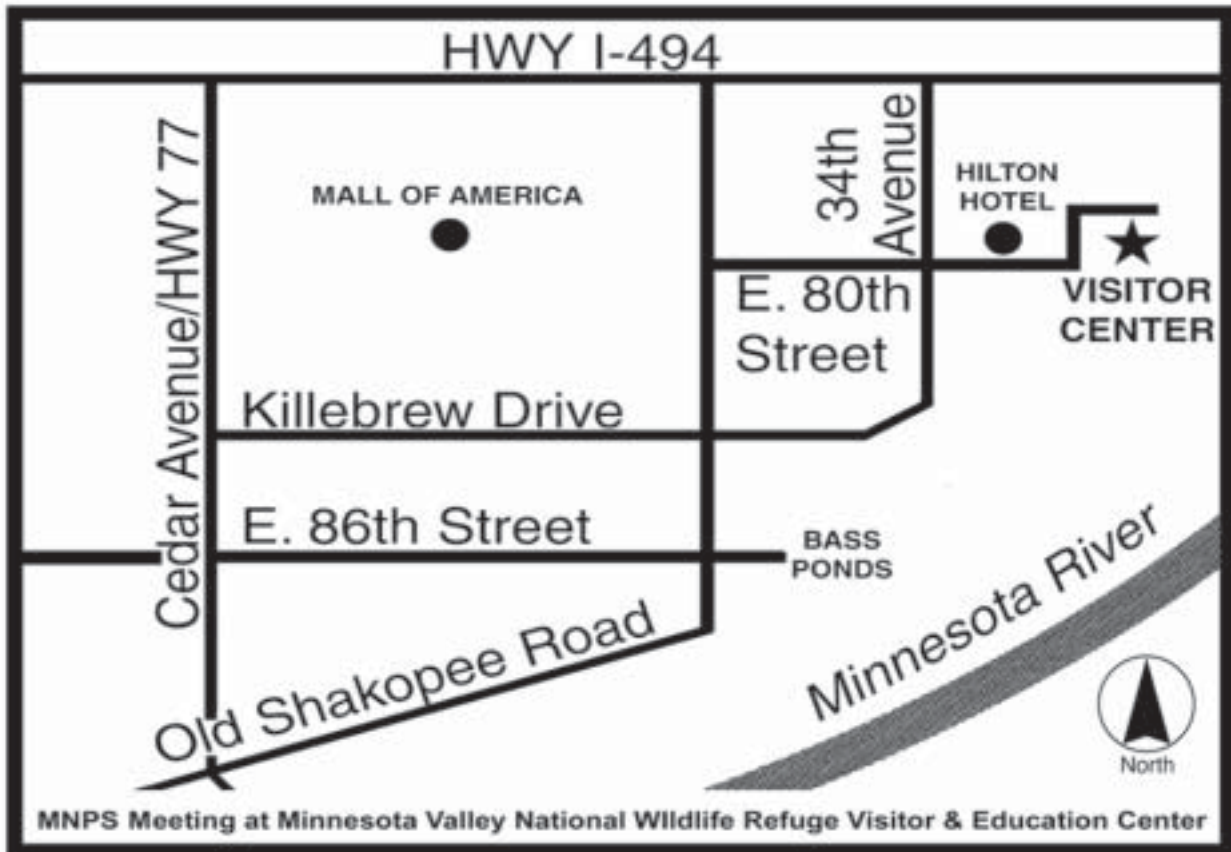 HWY I-494
Cedar Avenue/HWY 77
MALL OF AMERICA
34th
Avenue
HILTON
HOTEL
VISITOR
CENTER
E. 80th
Street
Killebrew Drive
E. 86th Street
BASS
PONDS
Old Shakopee Road
Minnesota River
North
MNPS Meeting at Minnesota Valley National WIldlife Refuge Visitor & Education Center